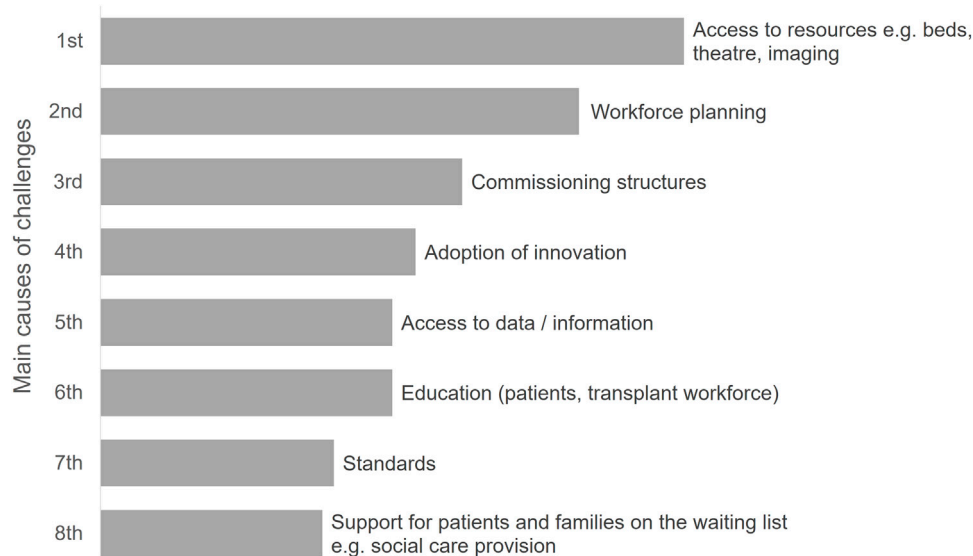 Main causes of challenges
1st
Access to resources e.g. beds,
theatre, imaging
2nd
Workforce planning
3rd
Commissioning structures
4th
Adoption of innovation
5th
Access to data / information
6th
Education (patients, transplant workforce)
7th
Standards
8th
Support for patients and families on the waiting list
e.g. social care provision